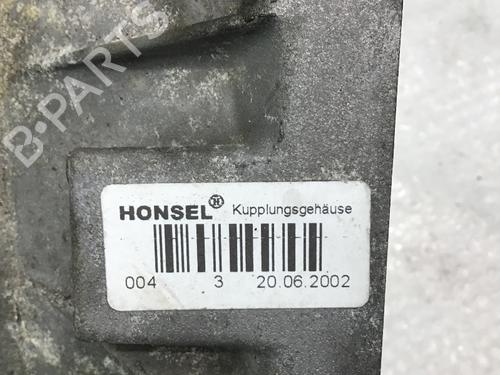 B-PARTS
HONSEL® Kupplungsgehäuse
004 3 20.06.2002